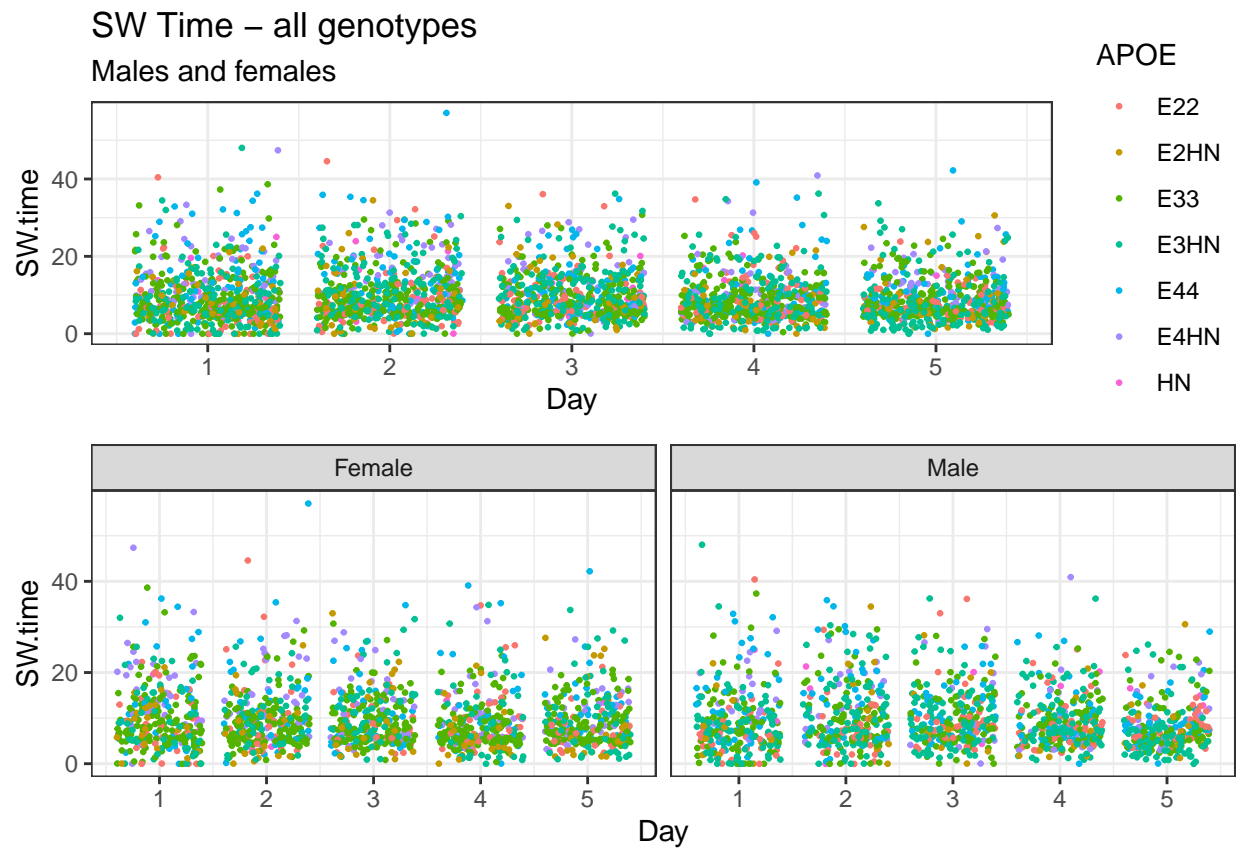 SW Time – all genotypes
Males and females
APOE
E22
E2HN
E33
E3HN
E44
E4HN
HN
SW.time
40
20
0
1 2 3 4 5
Day
Female Male
SW.time
40
20
0
1 2 3 4 5 1 2 3 4 5
Day